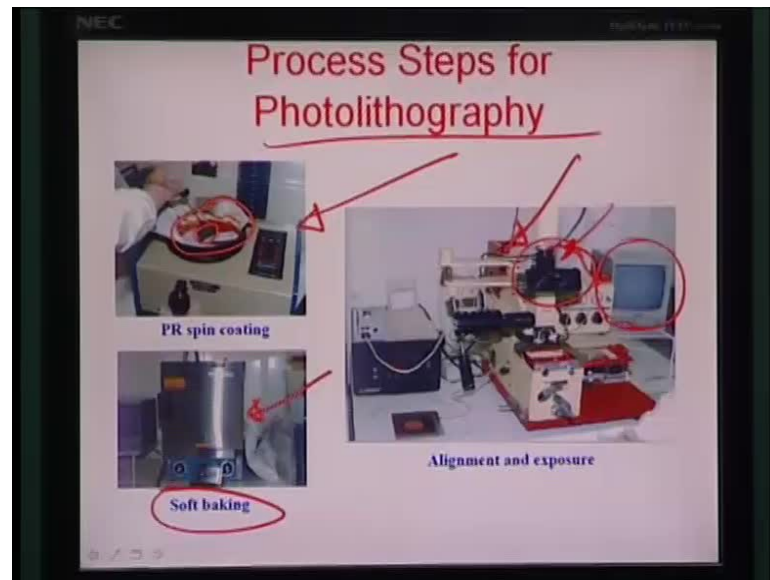 NEC
Process Steps for
Photolithography
PR spin coating
Soft baking
Alignment and exposure